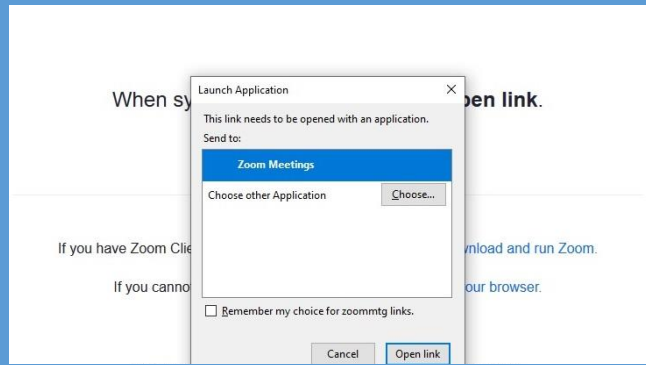 When sy
pen link.
Launch Application
This link needs to be opened with an application.
Send to:
Zoom Meetings
Choose other Application
Choose...
If you have Zoom Clie
wnload and run Zoom.
If you canno
our browser.
Remember my choice for zoommtg links.
Cancel
Open link